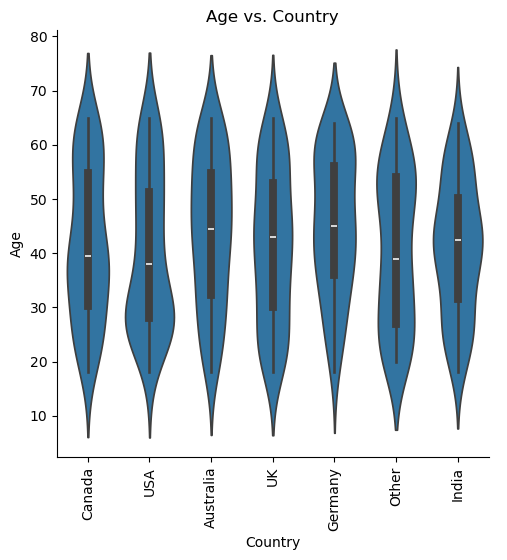 Age vs. Country
80
70
60
50
40
30
20
10
Age
Canada
USA
Australia
UK
Germany
Other
India
Country